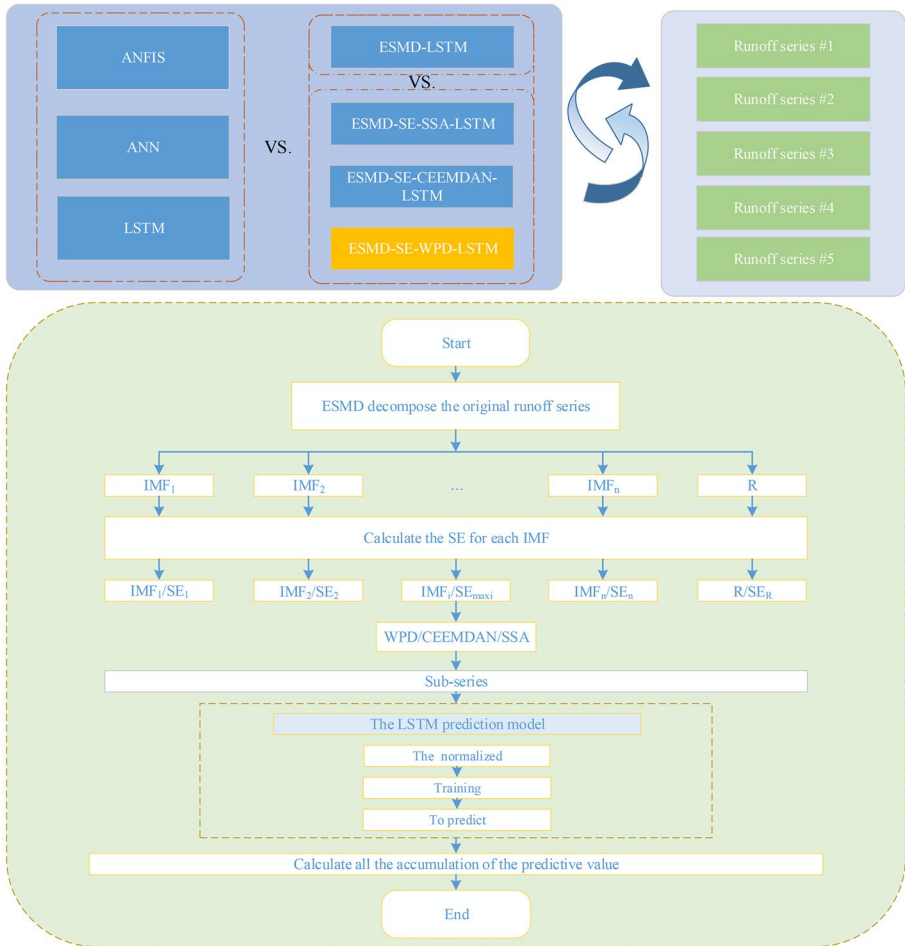 ANFIS
ANN
LSTM
VS.
ESMD-LSTM
VS.
ESMD-SE-SSA-LSTM
ESMD-SE-CEEMDAN-
LSTM
ESMD-SE-WPD-LSTM
Runoff series #1
Runoff series #2
Runoff series #3
Runoff series #4
Runoff series #5
Start
ESMD decompose the original runoff series
IMF₁ IMF₂ ... IMFₙ R
Calculate the SE for each IMF
IMF₁/SE₁ IMF₂/SE₂ IMFᵢ/SEₘₐₓᵢ IMFₙ/SEₙ R/SE_R
WPD/CEEMDAN/SSA
Sub-series
The LSTM prediction model
The normalized
Training
To predict
Calculate all the accumulation of the predictive value
End